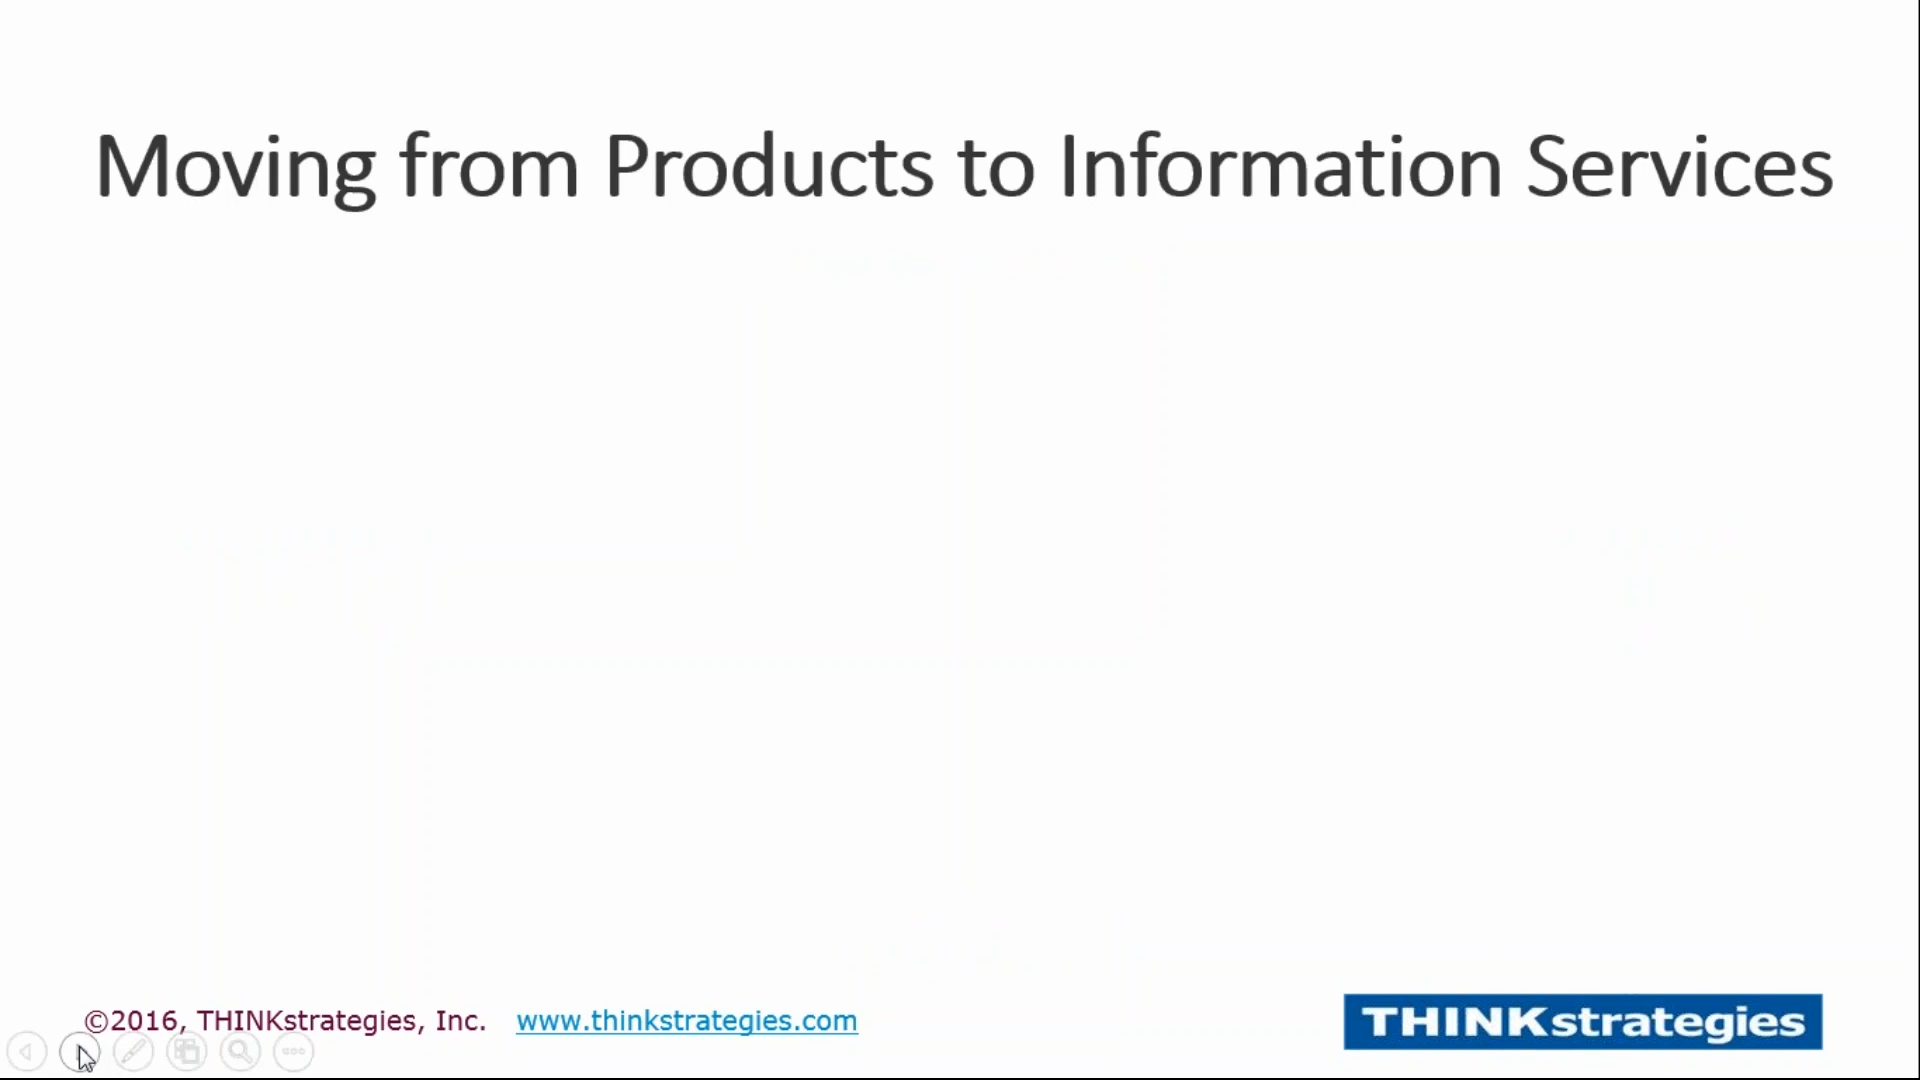 Moving from Products to Information Services
©2016, THINKstrategies, Inc. www.thinkstrategies.com
THINKstrategies